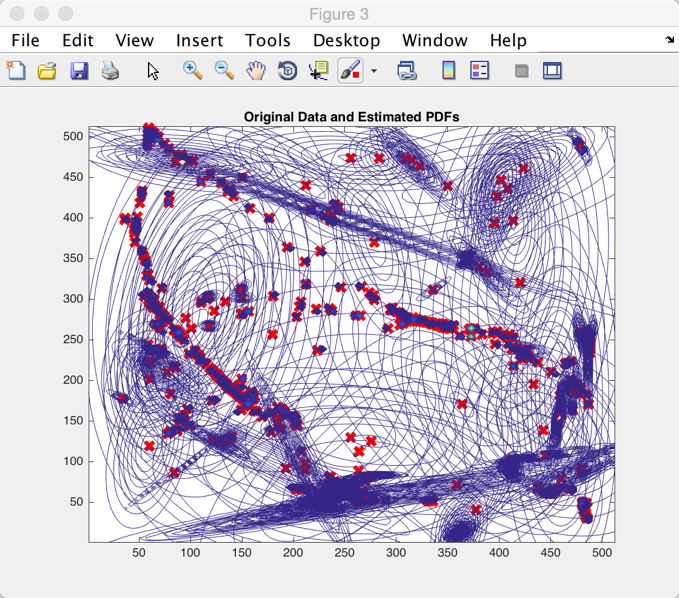 Figure 3
File Edit View Insert Tools Desktop Window Help
Original Data and Estimated PDFs
500
450
400
350
300
250
200
150
100
50
50 100 150 200 250 300 350 400 450 500